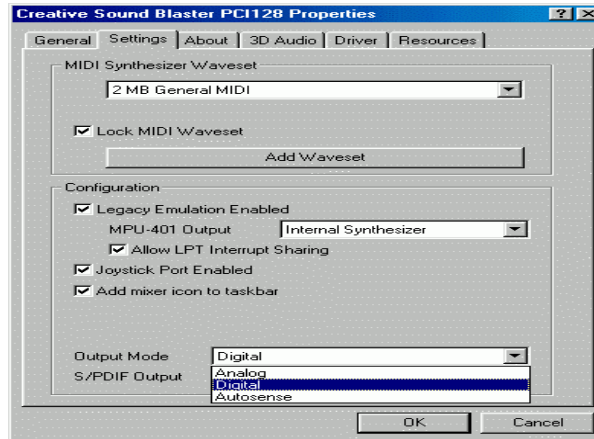 Creative Sound Blaster PCI128 Properties
General Settings About 3D Audio Driver Resources
MIDI Synthesizer Waveset
2 MB General MIDI
Lock MIDI Waveset
Add Waveset
Configuration
Legacy Emulation Enabled
MPU-401 Output Internal Synthesizer
Allow LPT Interrupt Sharing
Joystick Port Enabled
Add mixer icon to taskbar
Output Mode Digital
S/PDIF Output Analog
Digital
Autosense
OK Cancel